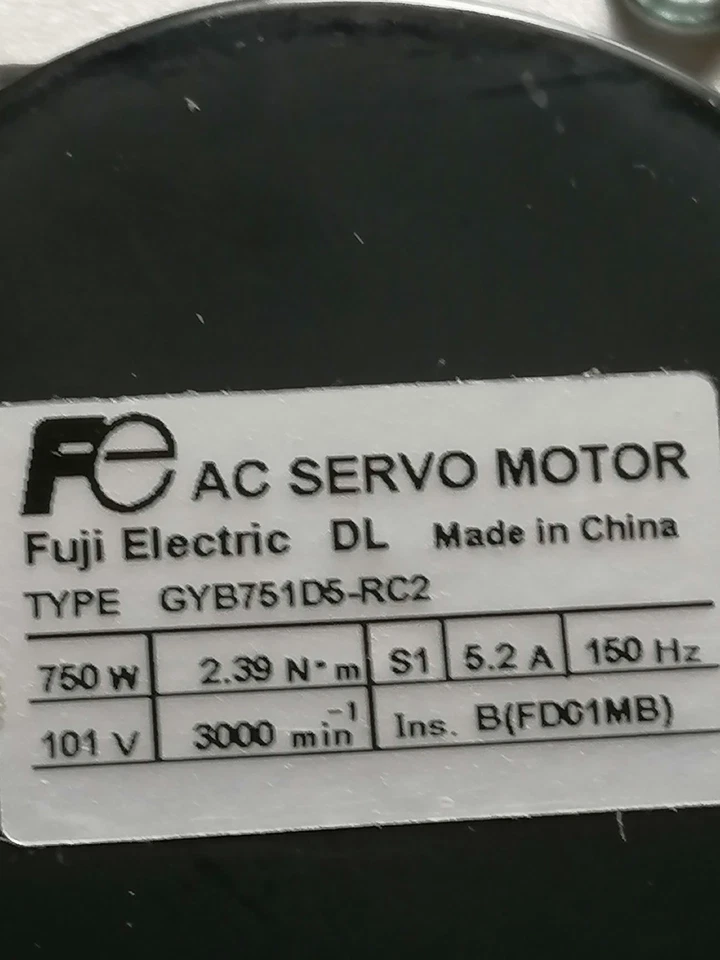 Fe AC SERVO MOTOR
Fuji Electric DL Made in China
TYPE GYB751D5-RC2
750 W 2.39 N·m S1 5.2 A 150 Hz
101 V 3000 min⁻¹ Ins. B(FDC1MB)